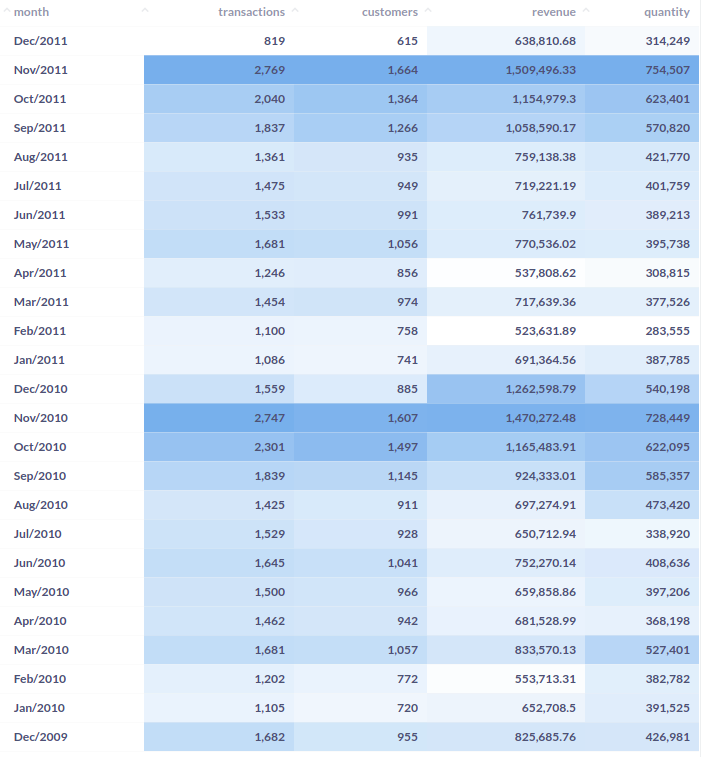 month transactions customers revenue quantity
Dec/2011 819 615 638,810.68 314,249
Nov/2011 2,769 1,664 1,509,496.33 754,507
Oct/2011 2,040 1,364 1,154,979.3 623,401
Sep/2011 1,837 1,266 1,058,590.17 570,820
Aug/2011 1,361 935 759,138.38 421,770
Jul/2011 1,475 949 719,221.19 401,759
Jun/2011 1,533 991 761,739.9 389,213
May/2011 1,681 1,056 770,536.02 395,738
Apr/2011 1,246 856 537,808.62 308,815
Mar/2011 1,454 974 717,639.36 377,526
Feb/2011 1,100 758 523,631.89 283,555
Jan/2011 1,086 741 691,364.56 387,785
Dec/2010 1,559 885 1,262,598.79 540,198
Nov/2010 2,747 1,607 1,470,272.48 728,449
Oct/2010 2,301 1,497 1,165,483.91 622,095
Sep/2010 1,839 1,145 924,333.01 585,357
Aug/2010 1,425 911 697,274.91 473,420
Jul/2010 1,529 928 650,712.94 338,920
Jun/2010 1,645 1,041 752,270.14 408,636
May/2010 1,500 966 659,858.86 397,206
Apr/2010 1,462 942 681,528.99 368,198
Mar/2010 1,681 1,057 833,570.13 527,401
Feb/2010 1,202 772 553,713.31 382,782
Jan/2010 1,105 720 652,708.5 391,525
Dec/2009 1,682 955 825,685.76 426,981